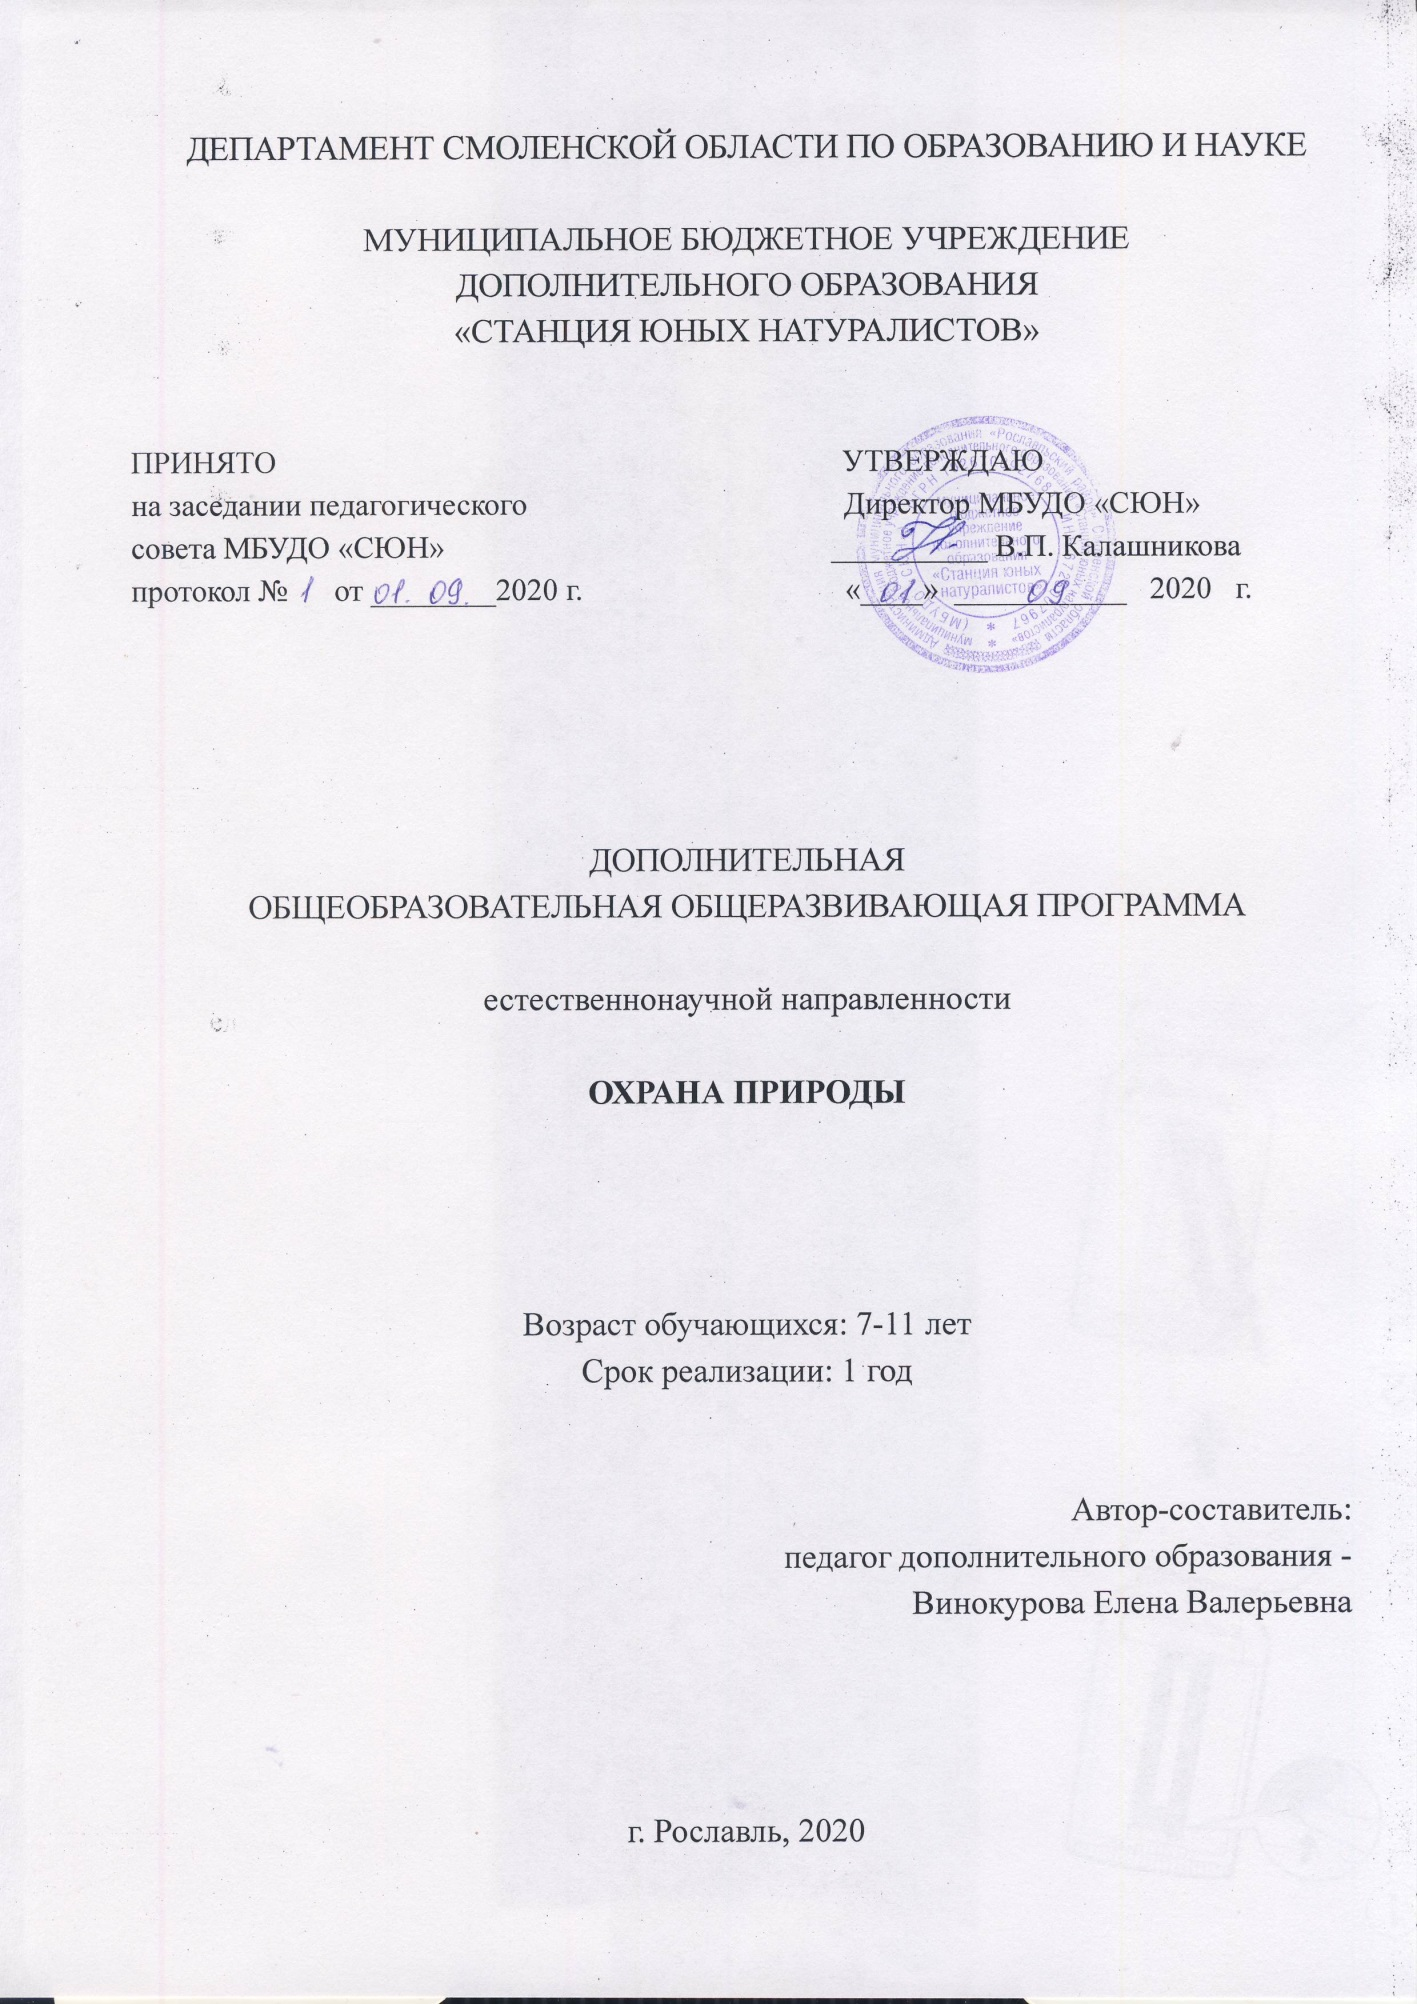 ДЕПАРТАМЕНТ СМОЛЕНСКОЙ ОБЛАСТИ ПО ОБРАЗОВАНИЮ И НАУКЕ
МУНИЦИПАЛЬНОЕ БЮДЖЕТНОЕ УЧРЕЖДЕНИЕ
ДОПОЛНИТЕЛЬНОГО ОБРАЗОВАНИЯ
«СТАНЦИЯ ЮНЫХ НАТУРАЛИСТОВ»
ПРИНЯТО
на заседании педагогического
совета МБУДО «СЮН»
протокол № 1 от 01. 09. 2020 г.
УТВЕРЖДАЮ
Директор МБУДО «СЮН»
В.П. Калашникова
«01» 09 2020 г.
«Станция юных
натуралистов»
ДОПОЛНИТЕЛЬНАЯ
ОБЩЕОБРАЗОВАТЕЛЬНАЯ ОБЩЕРАЗВИВАЮЩАЯ ПРОГРАММА
естественнонаучной направленности
ОХРАНА ПРИРОДЫ
Возраст обучающихся: 7-11 лет
Срок реализации: 1 год
Автор-составитель:
педагог дополнительного образования -
Винокурова Елена Валерьевна
г. Рославль, 2020